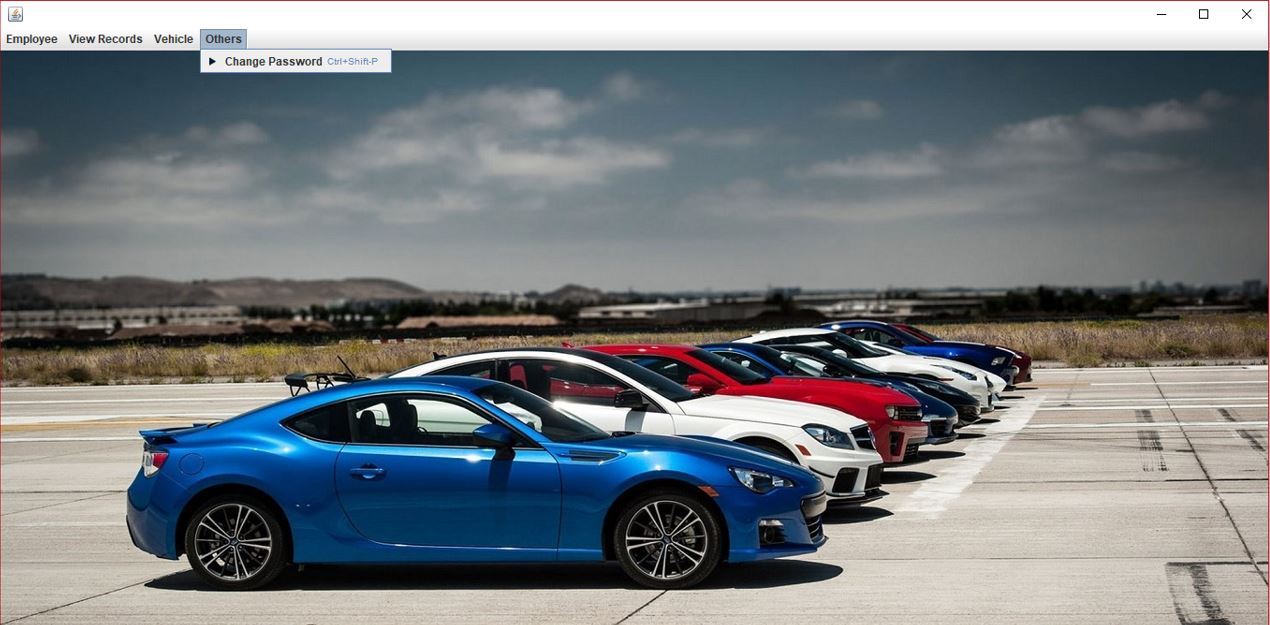 Employee View Records Vehicle Others
Change Password Ctrl+Shift-P